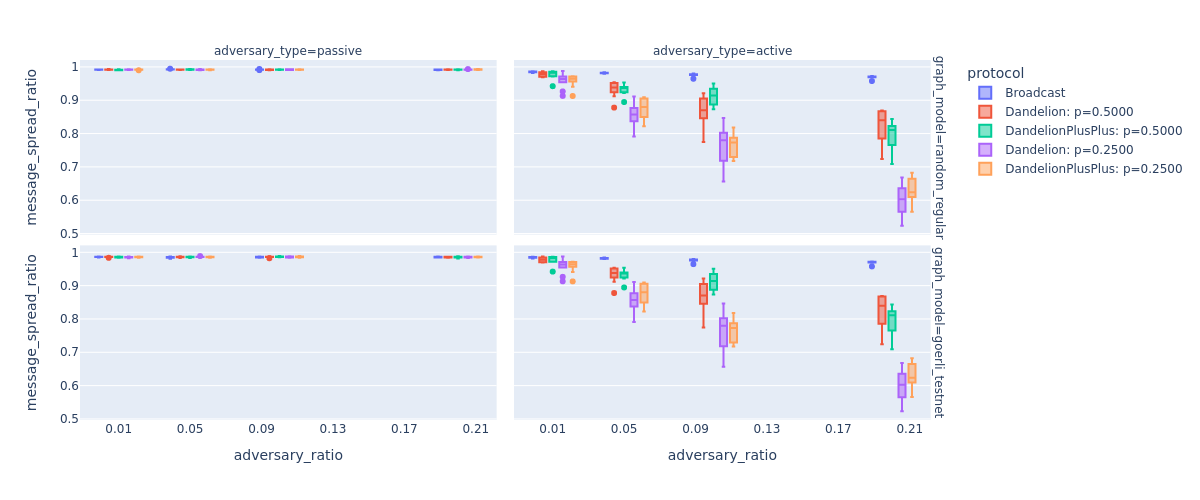 adversary_type=passive
adversary_type=active
message_spread_ratio
1
0.9
0.8
0.7
0.6
0.5
graph_model=random_regular
message_spread_ratio
1
0.9
0.8
0.7
0.6
0.5
graph_model=goerli_testnet
0.01
0.05
0.09
0.13
0.17
0.21
0.01
0.05
0.09
0.13
0.17
0.21
adversary_ratio
adversary_ratio
protocol
Broadcast
Dandelion: p=0.5000
DandelionPlusPlus: p=0.5000
Dandelion: p=0.2500
DandelionPlusPlus: p=0.2500